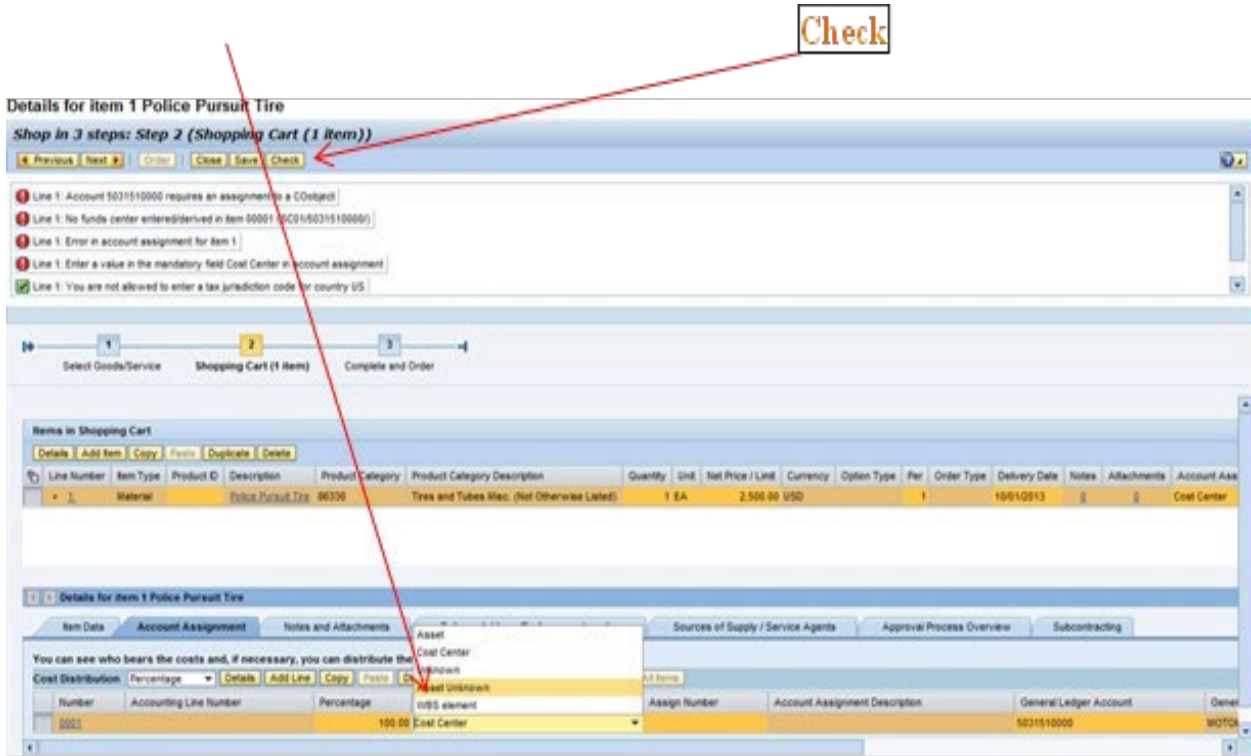 Check
Details for item 1 Police Pursuit Tire
Shop in 3 steps: Step 2 (Shopping Cart (1 item))
Previous Next Order Close Save Check
Line 1: Account 5031510000 requires an assignment to a COobject
Line 1: No funds center entered/derived in item 00001 (SC01/5031510000/)
Line 1: Error in account assignment for item 1
Line 1: Enter a value in the mandatory field Cost Center in account assignment
Line 1: You are not allowed to enter a tax jurisdiction code for country US
1 2 3
Select Goods/Service Shopping Cart (1 item) Complete and Order
Items in Shopping Cart
Details Add Item Copy Paste Duplicate Delete
Line Number Item Type Product ID Description Product Category Product Category Description Quantity Unit Net Price / Limit Currency Option Type Per Order Type Delivery Date Notes Attachments Account Ass
1 Material Police Pursuit Tire 86330 Tires and Tubes Misc. (Not Otherwise Listed) 1 EA 2,500.00 USD 1 10/01/2013 0 0 Cost Center
Details for item 1 Police Pursuit Tire
Item Data Account Assignment Notes and Attachments Sources of Supply / Service Agents Approval Process Overview Subcontracting
Asset
Cost Center
Unknown
Asset Unknown
WBS element
You can see who bears the costs and, if necessary, you can distribute the
Cost Distribution Percentage Details Add Line Copy Paste
Number Accounting Line Number Percentage Assign Number Account Assignment Description General Ledger Account Gener
0001 100.00 Cost Center 5031510000 MOTO